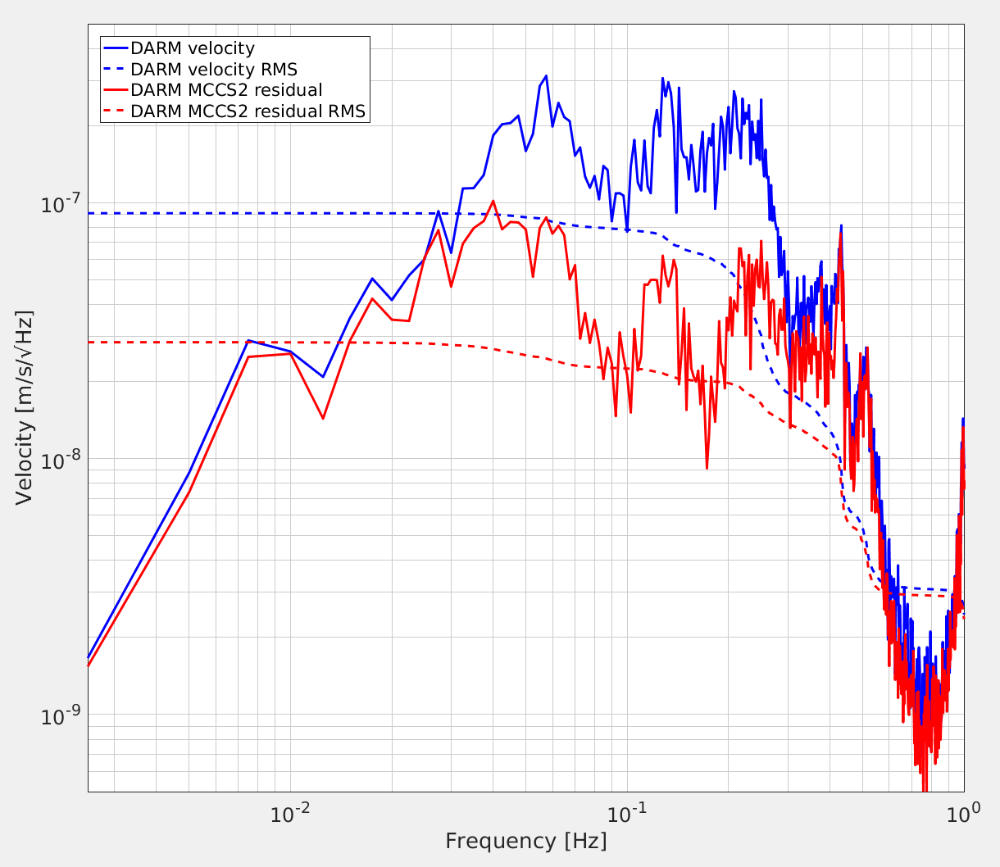 DARM velocity
DARM velocity RMS
DARM MCCS2 residual
DARM MCCS2 residual RMS
10-7
10-8
10-9
Velocity [m/s/√Hz]
10-2 10-1 100
Frequency [Hz]